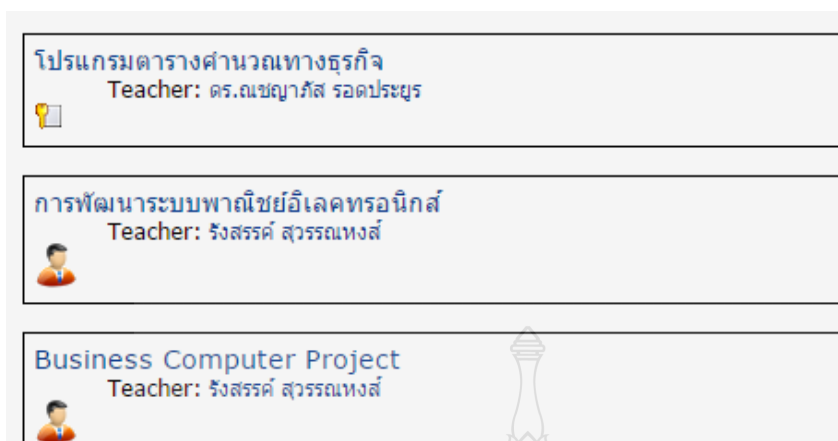 โปรแกรมตารางคำนวณทางธุรกิจ
Teacher: ดร.ณชญาภัส รอดประยูร
การพัฒนาระบบพาณิชย์อิเลคทรอนิกส์
Teacher: รังสรรค์ สุวรรณหงส์
Business Computer Project
Teacher: รังสรรค์ สุวรรณหงส์